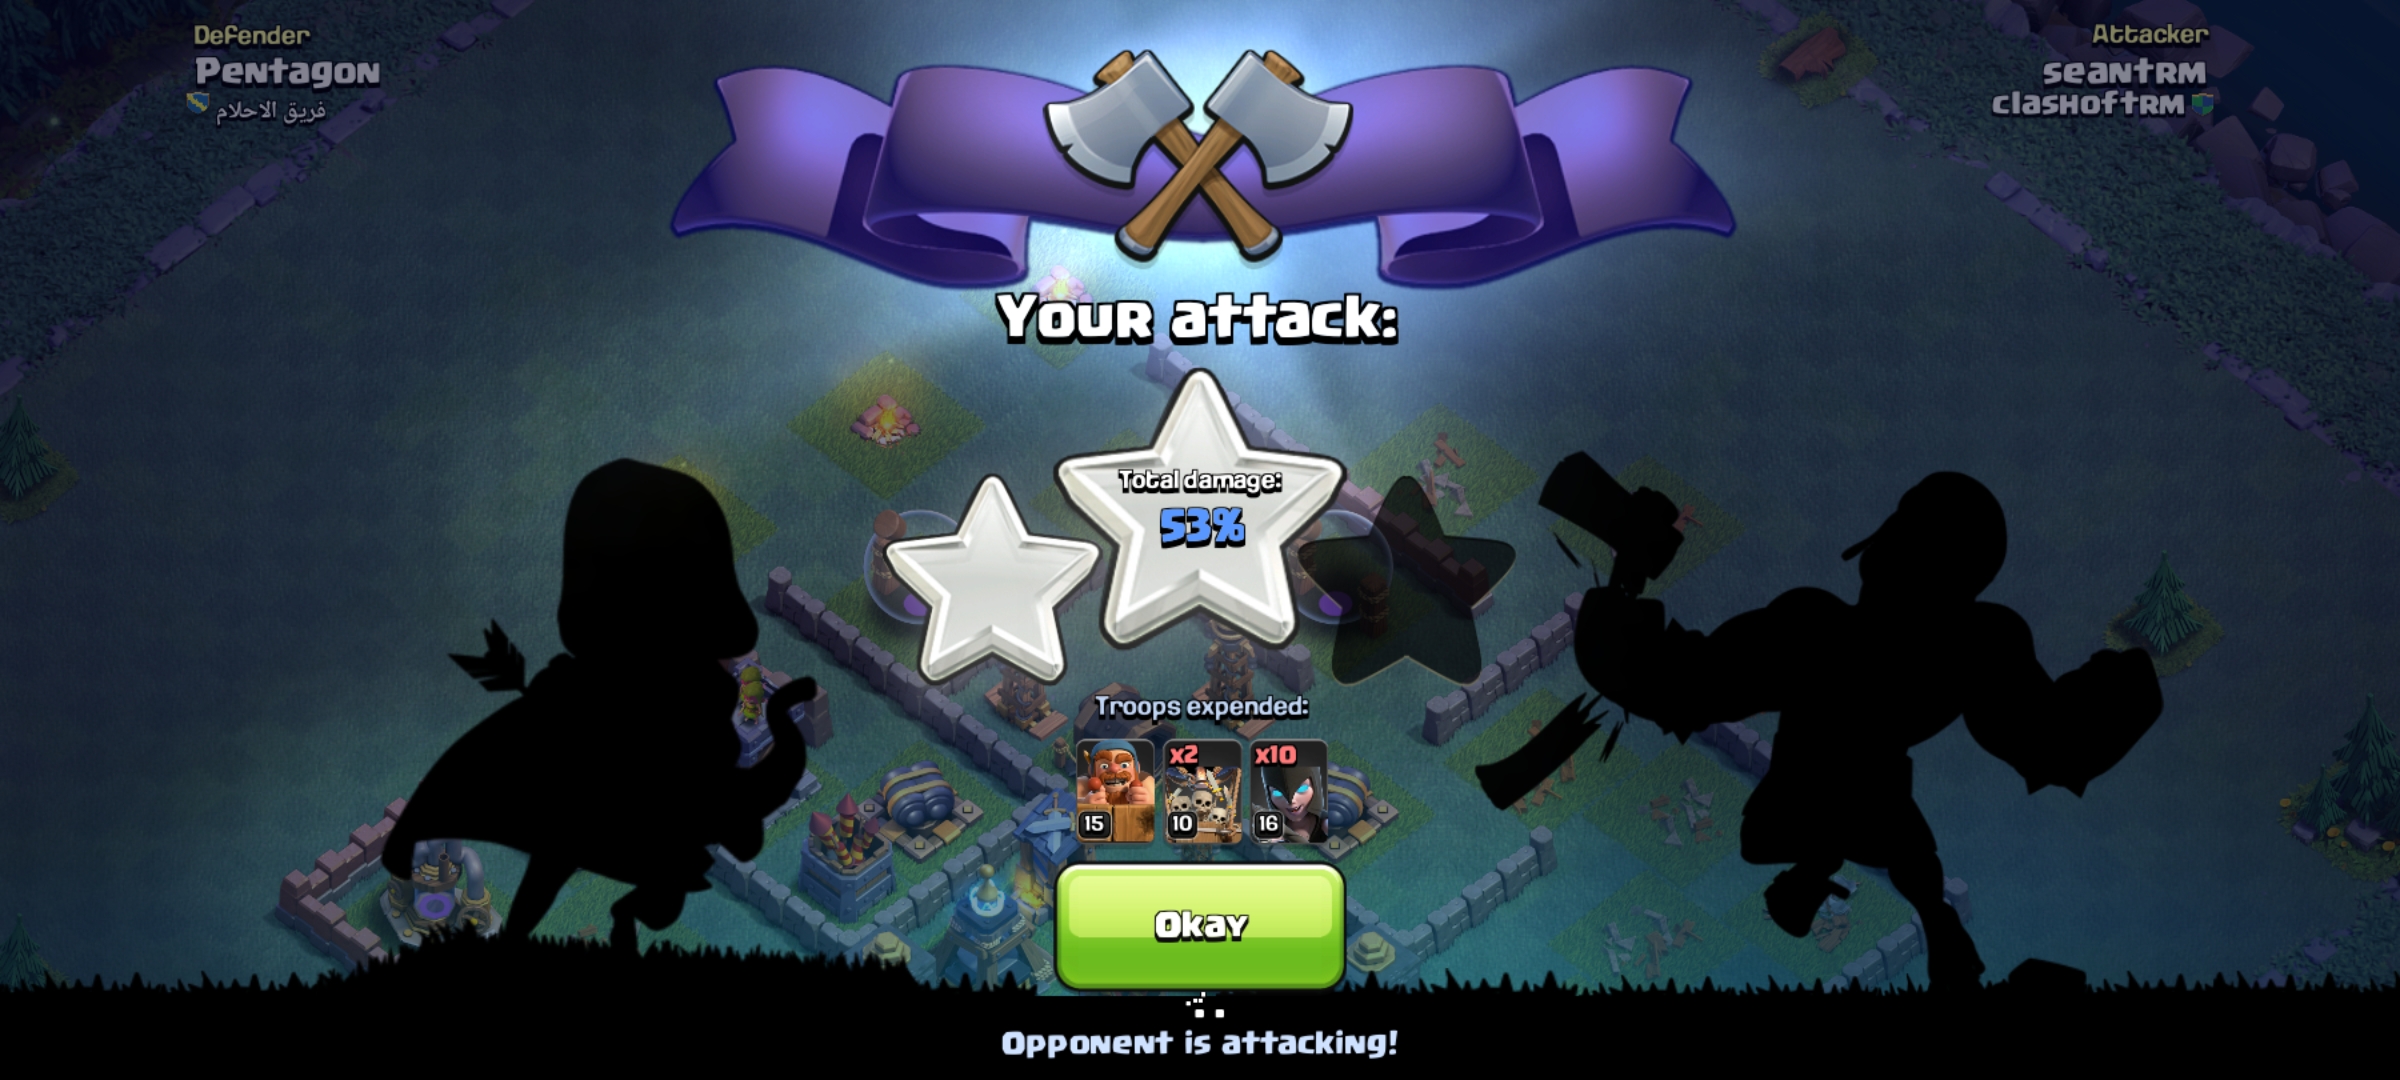 Defender
Pentagon
فريق الاحلام
Attacker
seantRM
clashoftRM
Your attack:
Total damage:
53%
Troops expended:
x2
x10
15
10
16
Okay
Opponent is attacking!